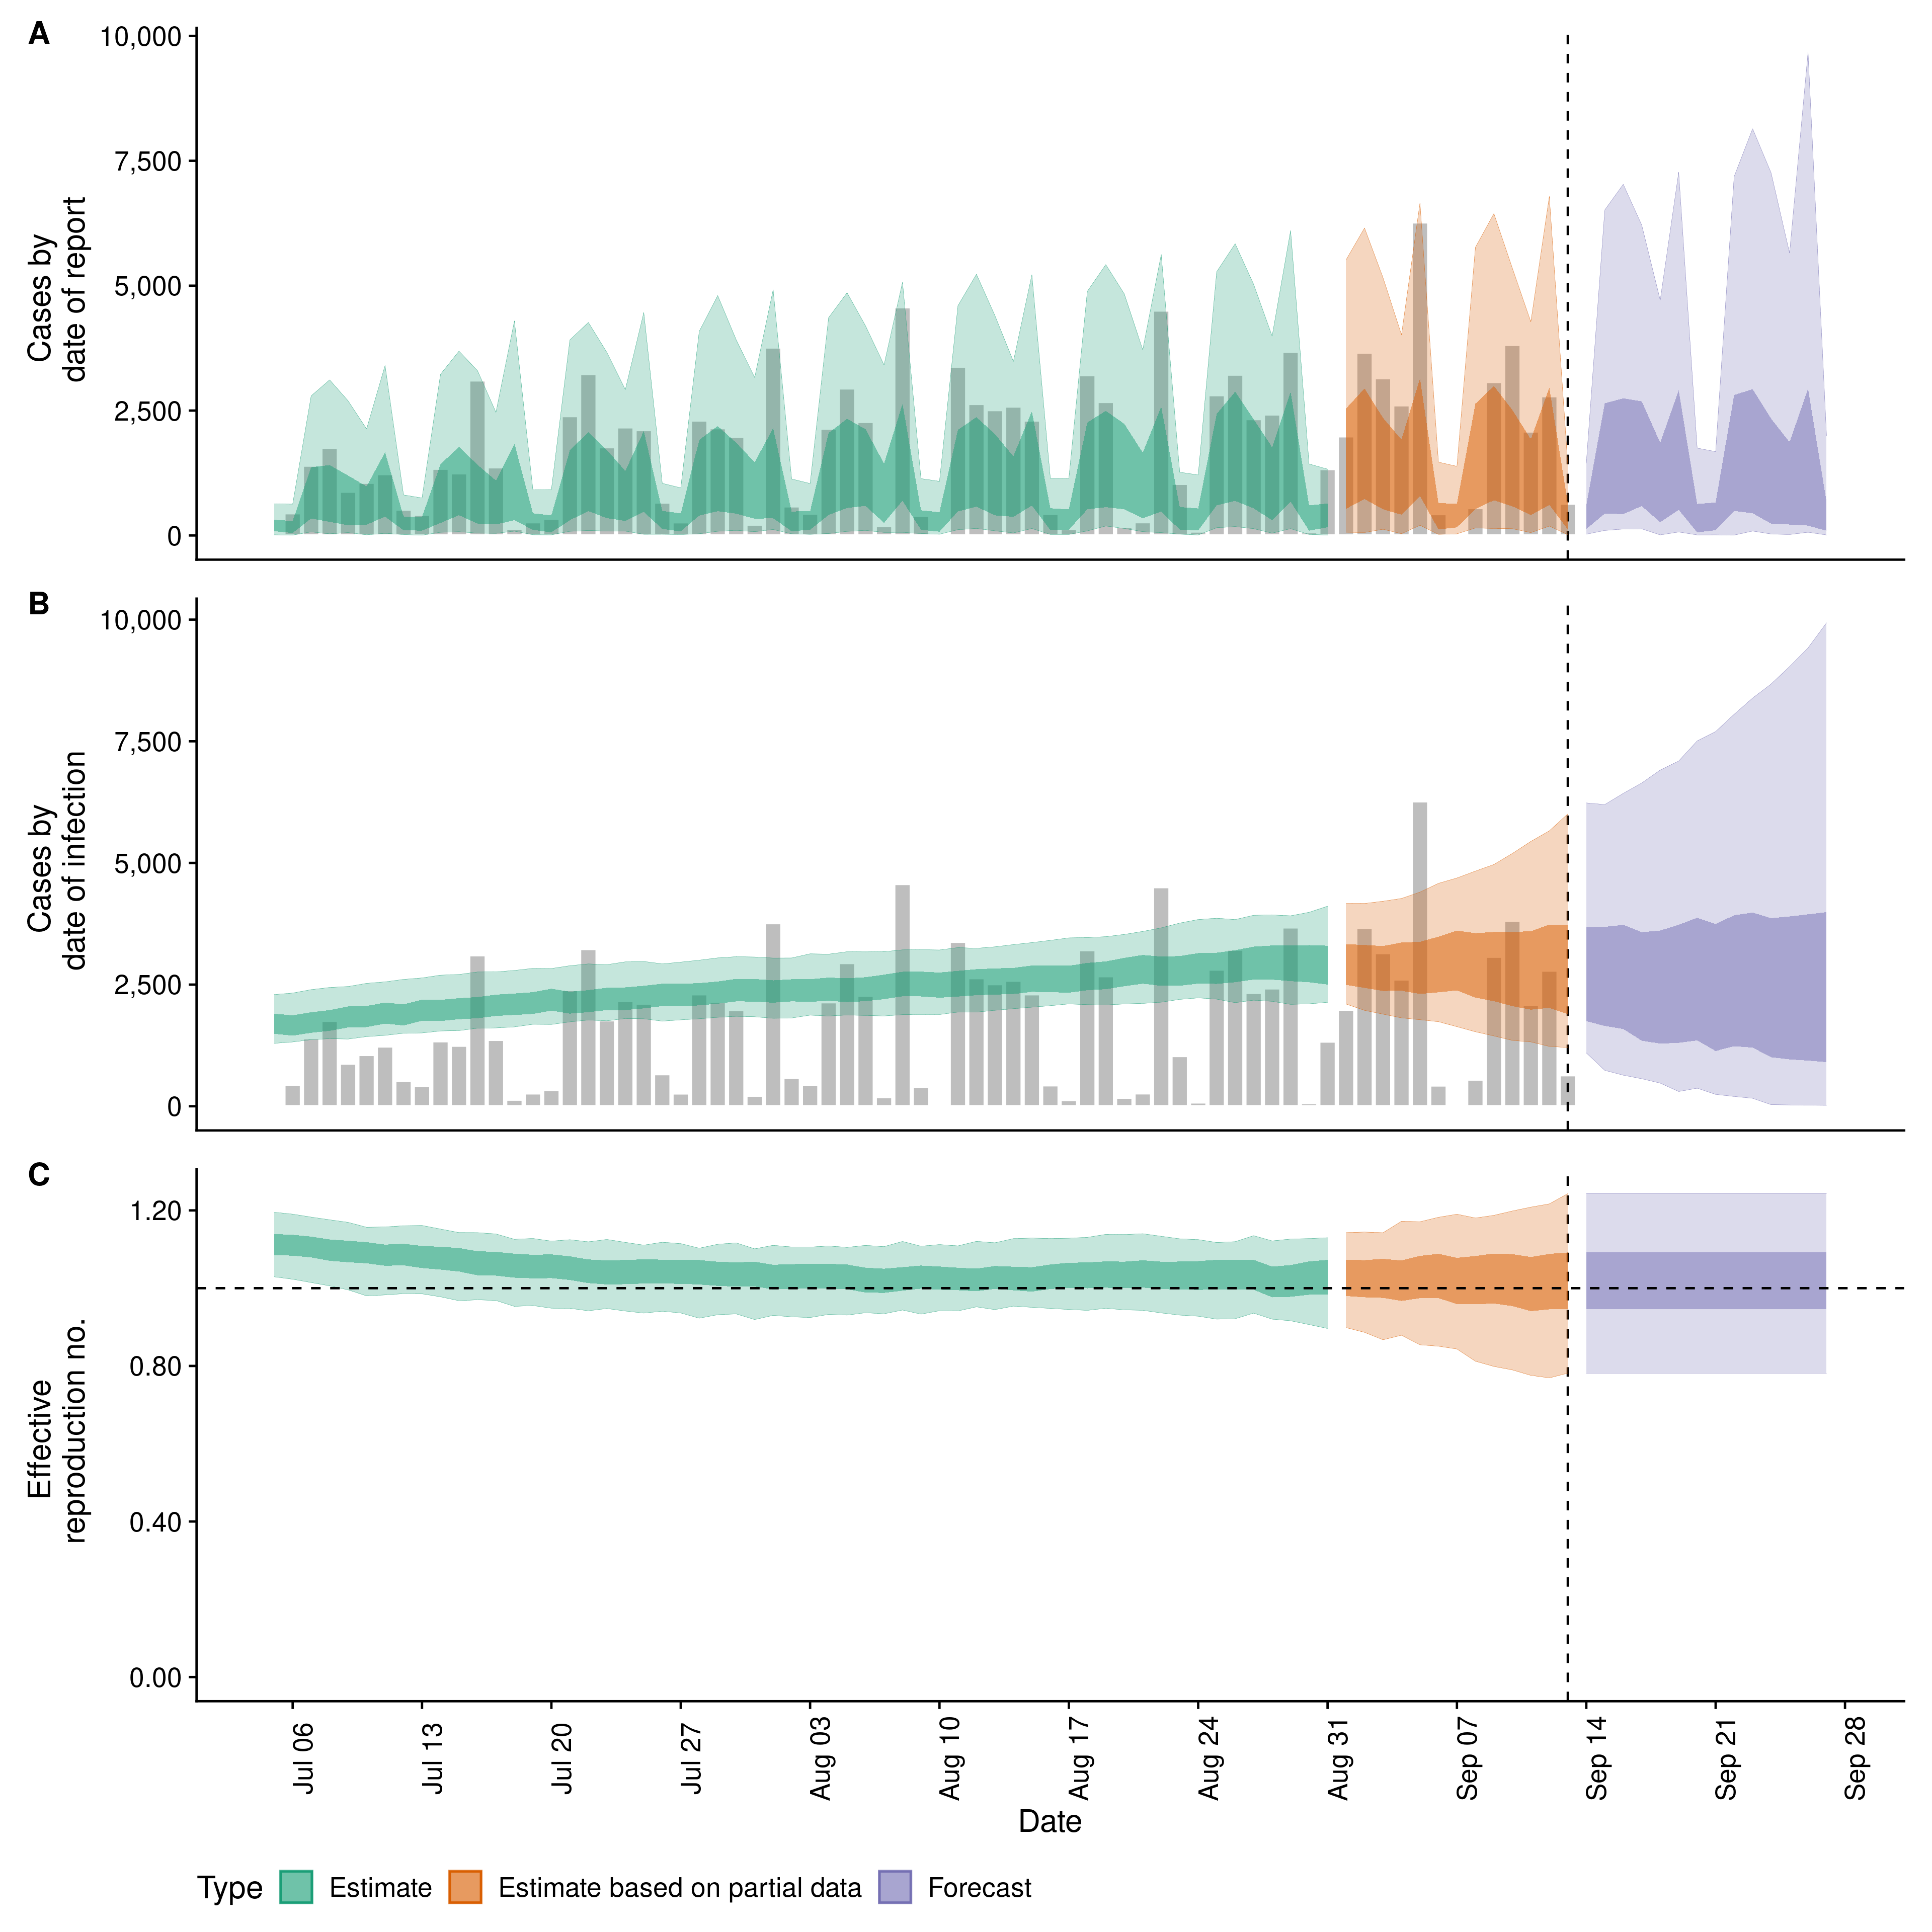 A
10,000
7,500
5,000
2,500
0
Cases by
date of report
B
10,000
7,500
5,000
2,500
0
Cases by
date of infection
C
1.20
0.80
0.40
0.00
Effective
reproduction no.
Jul 06
Jul 13
Jul 20
Jul 27
Aug 03
Aug 10
Aug 17
Aug 24
Aug 31
Sep 07
Sep 14
Sep 21
Sep 28
Date
Type Estimate Estimate based on partial data Forecast